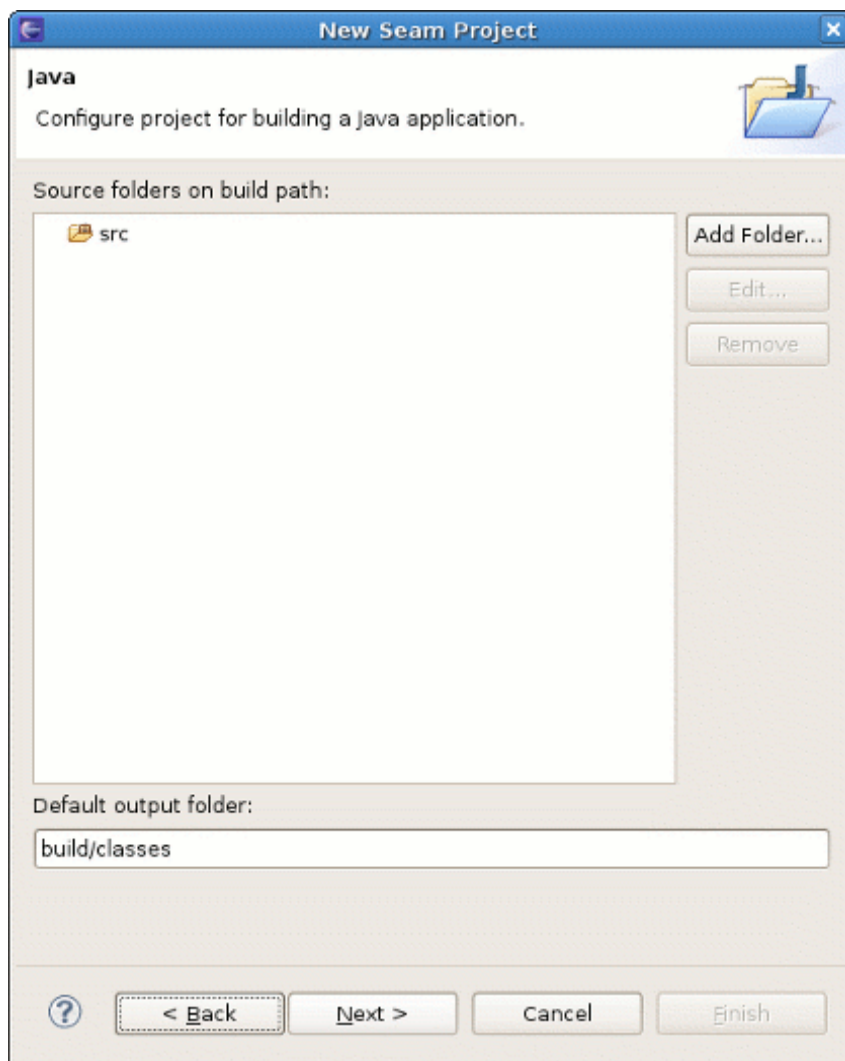 New Seam Project
Java
Configure project for building a Java application.
Source folders on build path:
src
Add Folder...
Edit...
Remove
Default output folder:
build/classes
< Back
Next >
Cancel
Finish